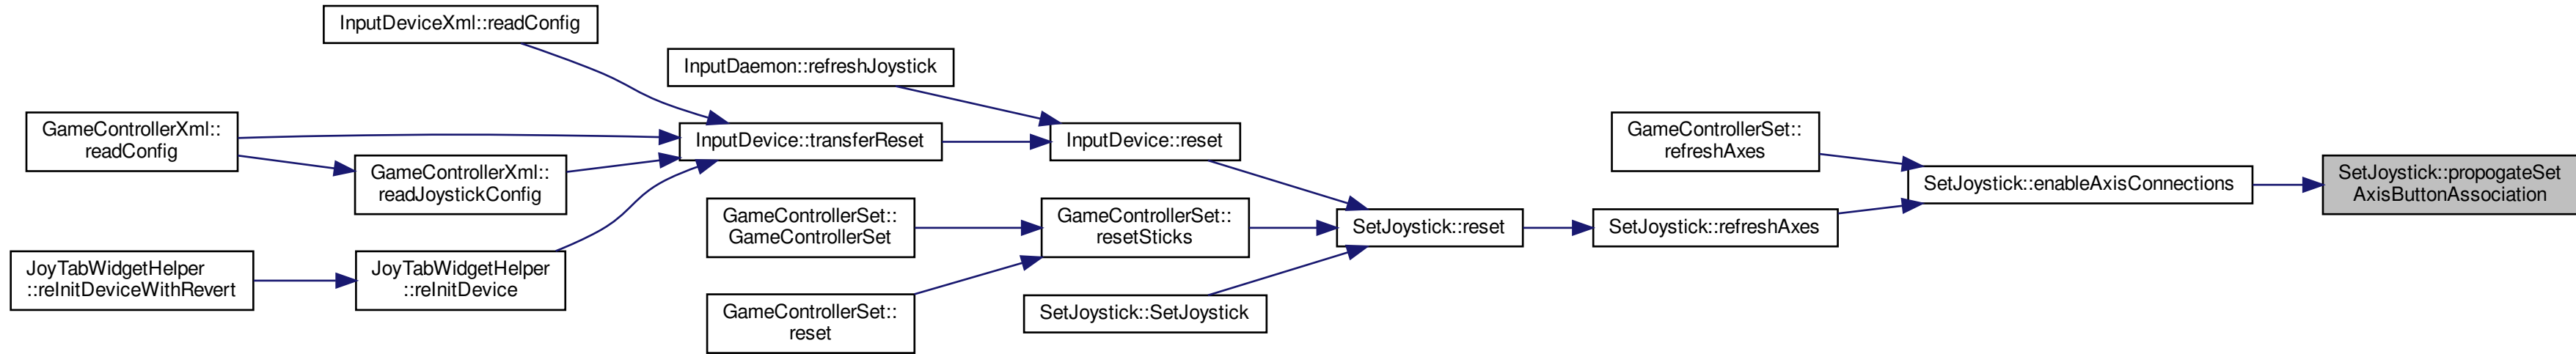 InputDeviceXml::readConfig
InputDaemon::refreshJoystick
GameControllerXml::
readConfig
InputDevice::transferReset
InputDevice::reset
GameControllerSet::
refreshAxes
GameControllerXml::
readJoystickConfig
SetJoystick::enableAxisConnections
SetJoystick::propogateSet
AxisButtonAssociation
GameControllerSet::
GameControllerSet
GameControllerSet::
resetSticks
SetJoystick::reset
SetJoystick::refreshAxes
JoyTabWidgetHelper
::reInitDeviceWithRevert
JoyTabWidgetHelper
::reInitDevice
GameControllerSet::
reset
SetJoystick::SetJoystick